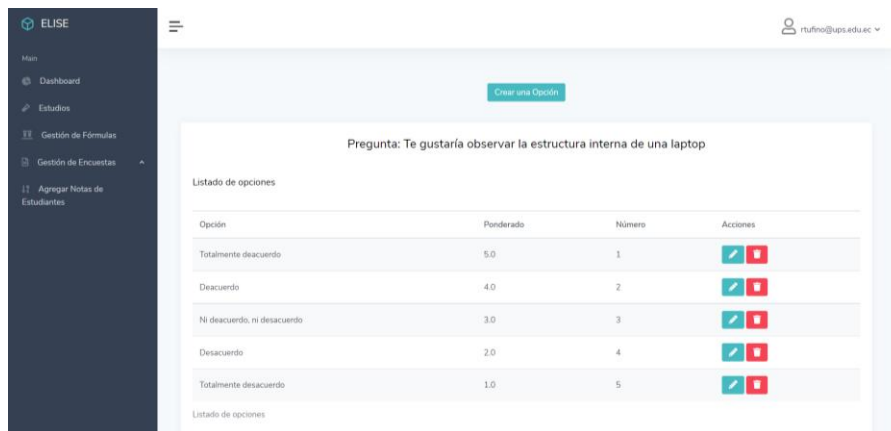 ELISE
rtufino@ups.edu.ec
Main
Dashboard
Estudios
Gestión de Fórmulas
Gestión de Encuestas
Agregar Notas de
Estudiantes
Crear una Opción
Pregunta: Te gustaría observar la estructura interna de una laptop
Listado de opciones
Opción Ponderado Número Acciones
Totalmente deacuerdo 5.0 1
Deacuerdo 4.0 2
Ni deacuerdo, ni desacuerdo 3.0 3
Desacuerdo 2.0 4
Totalmente desacuerdo 1.0 5
Listado de opciones